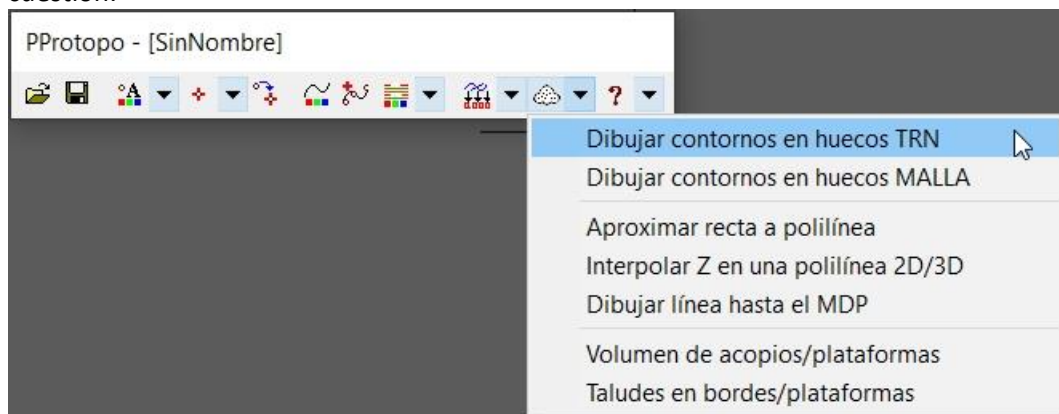 PProtopo - [SinNombre]
A ?
Dibujar contornos en huecos TRN
Dibujar contornos en huecos MALLA
Aproximar recta a polilínea
Interpolar Z en una polilínea 2D/3D
Dibujar línea hasta el MDP
Volumen de acopios/plataformas
Taludes en bordes/plataformas